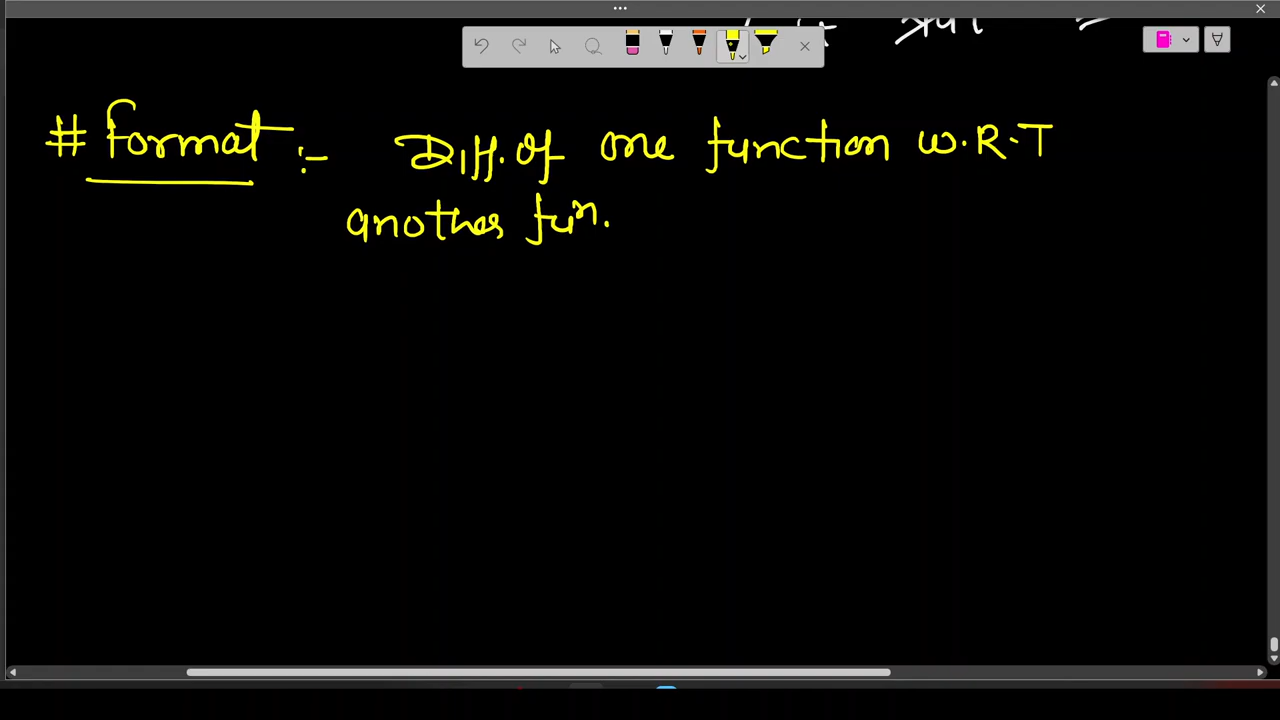 # format :- Diff. of one function w.R.T
another fun.